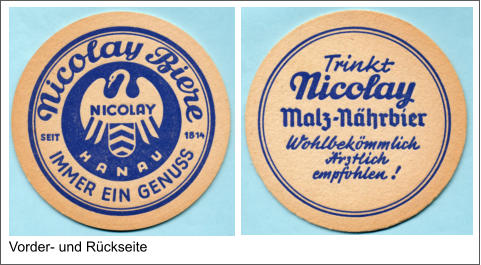 Nicolay Biere
NICOLAY
SEIT 1814
HANAU
IMMER EIN GENUSS
Trinkt
Nicolay
Malz-Nährbier
Wohlbekömmlich
Ärztlich
empfohlen!
Vorder- und Rückseite